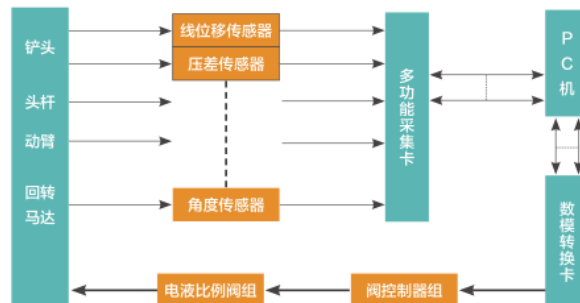 铲头
头杆
动臂
回转
马达
线位移传感器
压差传感器
角度传感器
多功能采集卡
PC机
数模转换卡
电液比例阀组
阀控制器组